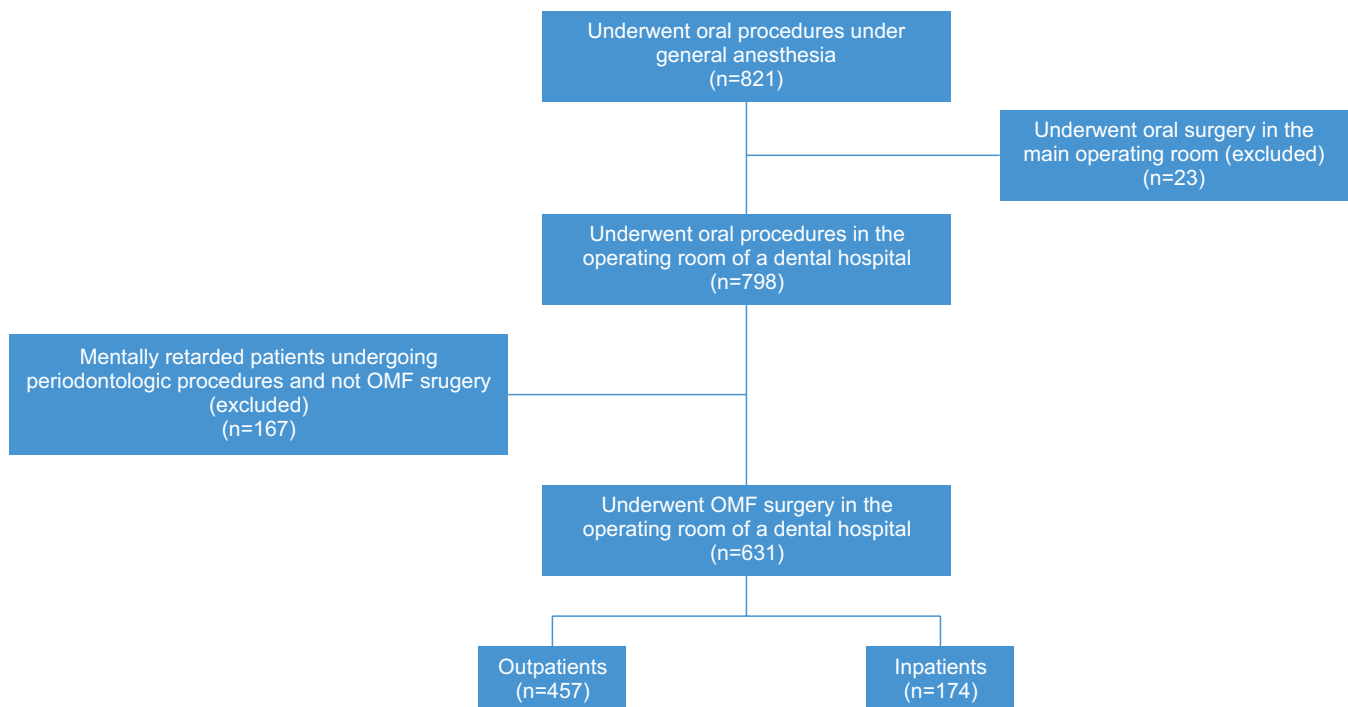 Underwent oral procedures under
general anesthesia
(n=821)
Underwent oral surgery in the
main operating room (excluded)
(n=23)
Underwent oral procedures in the
operating room of a dental hospital
(n=798)
Mentally retarded patients undergoing
periodontologic procedures and not OMF srugery
(excluded)
(n=167)
Underwent OMF surgery in the
operating room of a dental hospital
(n=631)
Outpatients
(n=457)
Inpatients
(n=174)